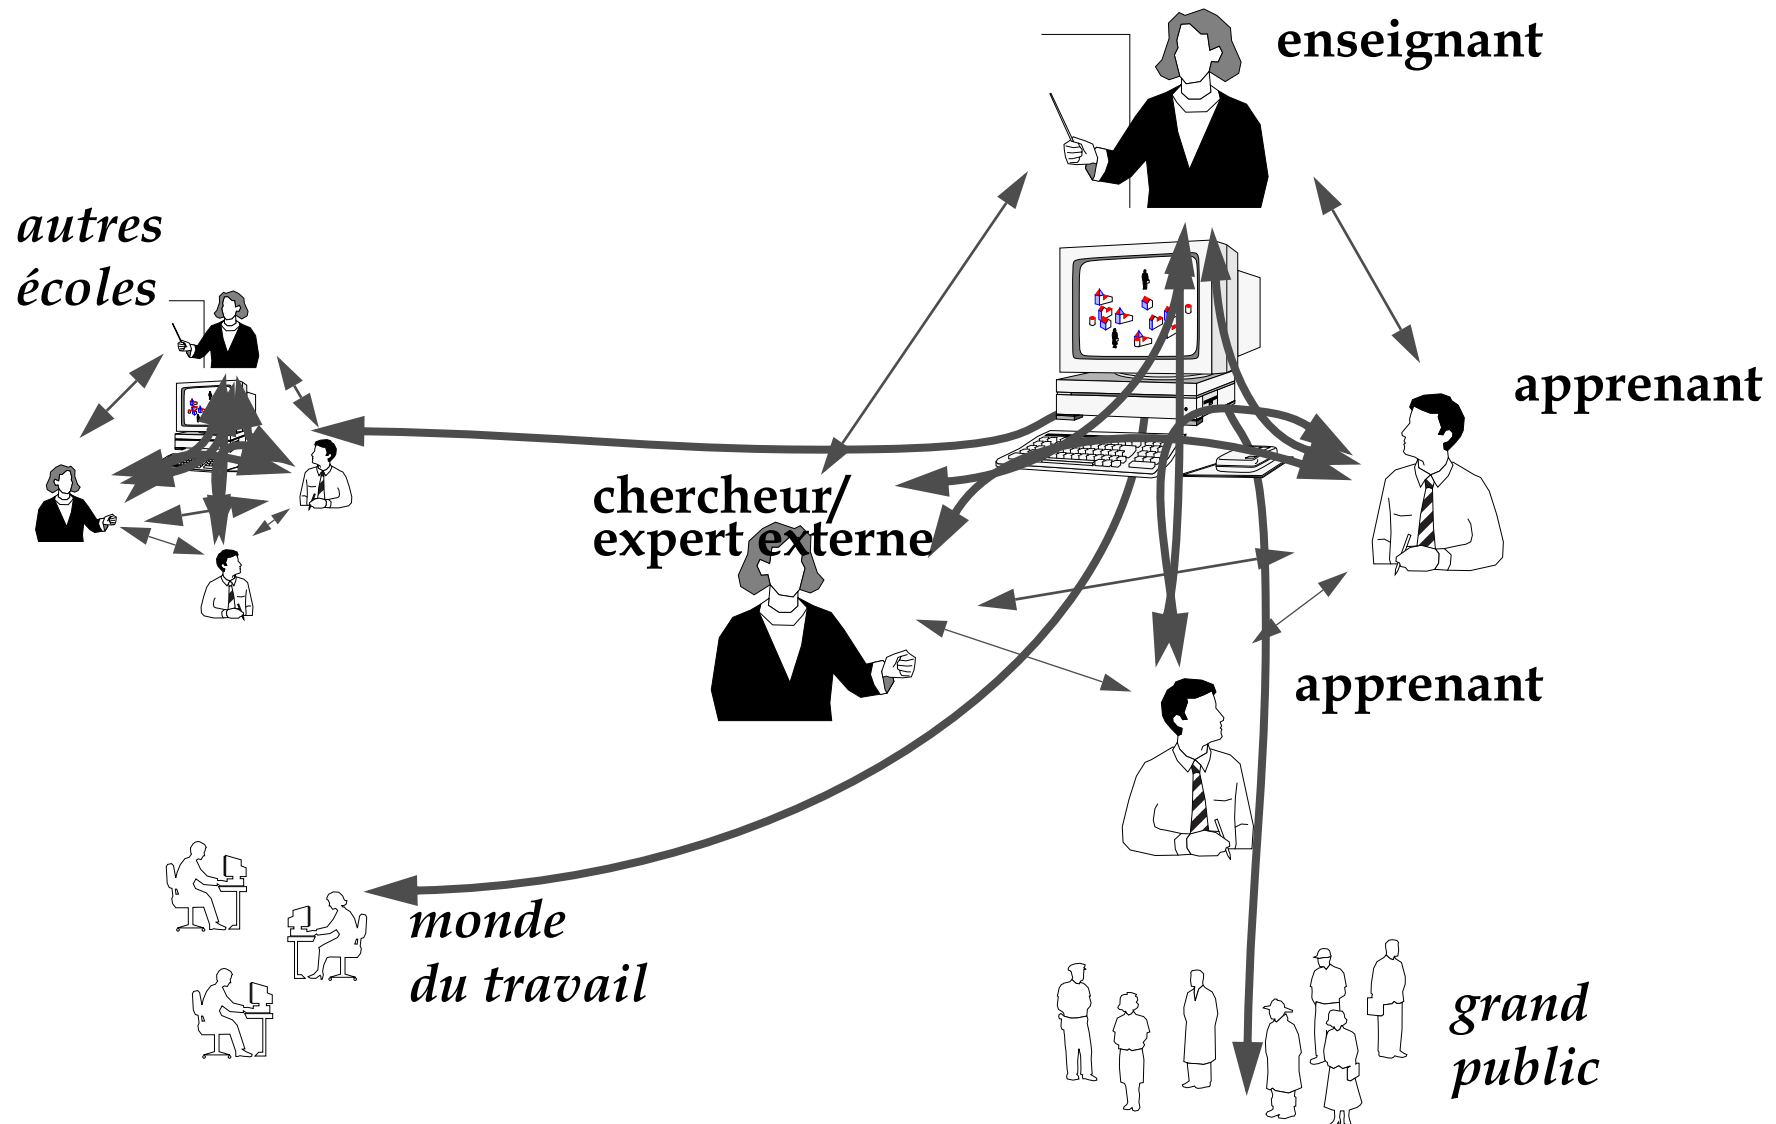 enseignant
autres
écoles
apprenant
chercheur/
expert externe
apprenant
monde
du travail
grand
public